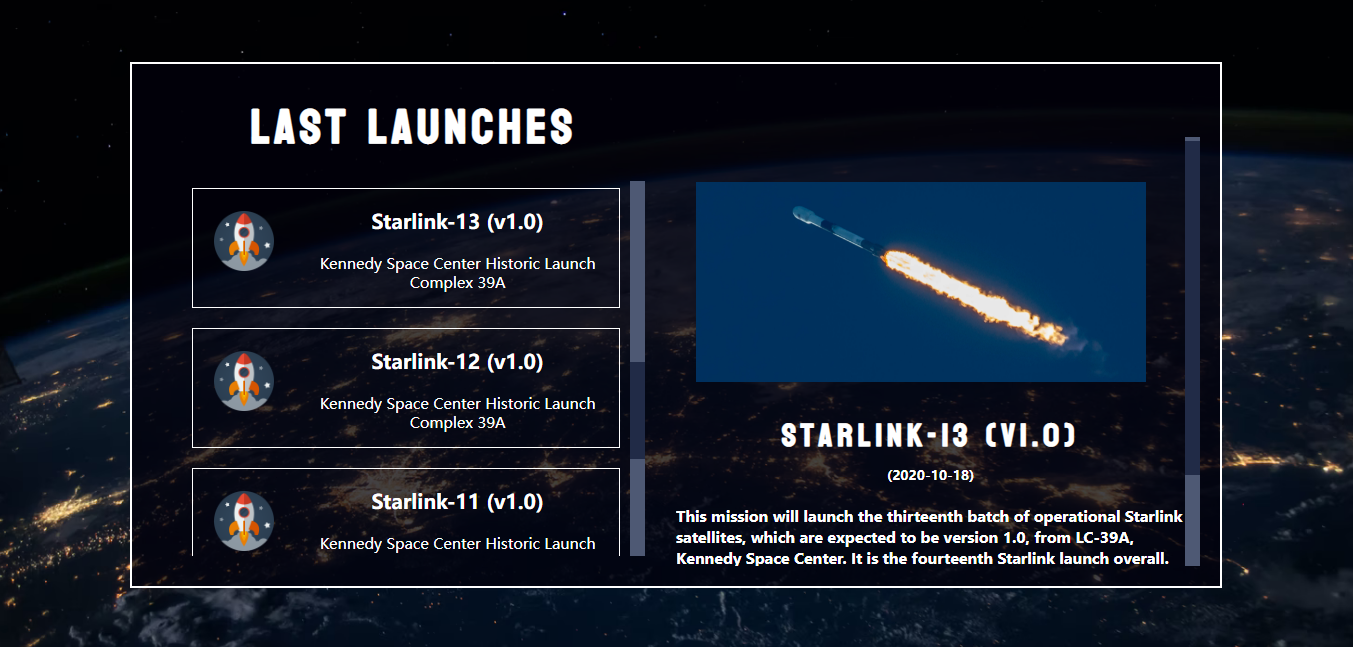 LAST LAUNCHES
Starlink-13 (v1.0)
Kennedy Space Center Historic Launch
Complex 39A
Starlink-12 (v1.0)
Kennedy Space Center Historic Launch
Complex 39A
Starlink-11 (v1.0)
Kennedy Space Center Historic Launch
STARLINK-13 (V1.0)
(2020-10-18)
This mission will launch the thirteenth batch of operational Starlink
satellites, which are expected to be version 1.0, from LC-39A,
Kennedy Space Center. It is the fourteenth Starlink launch overall.